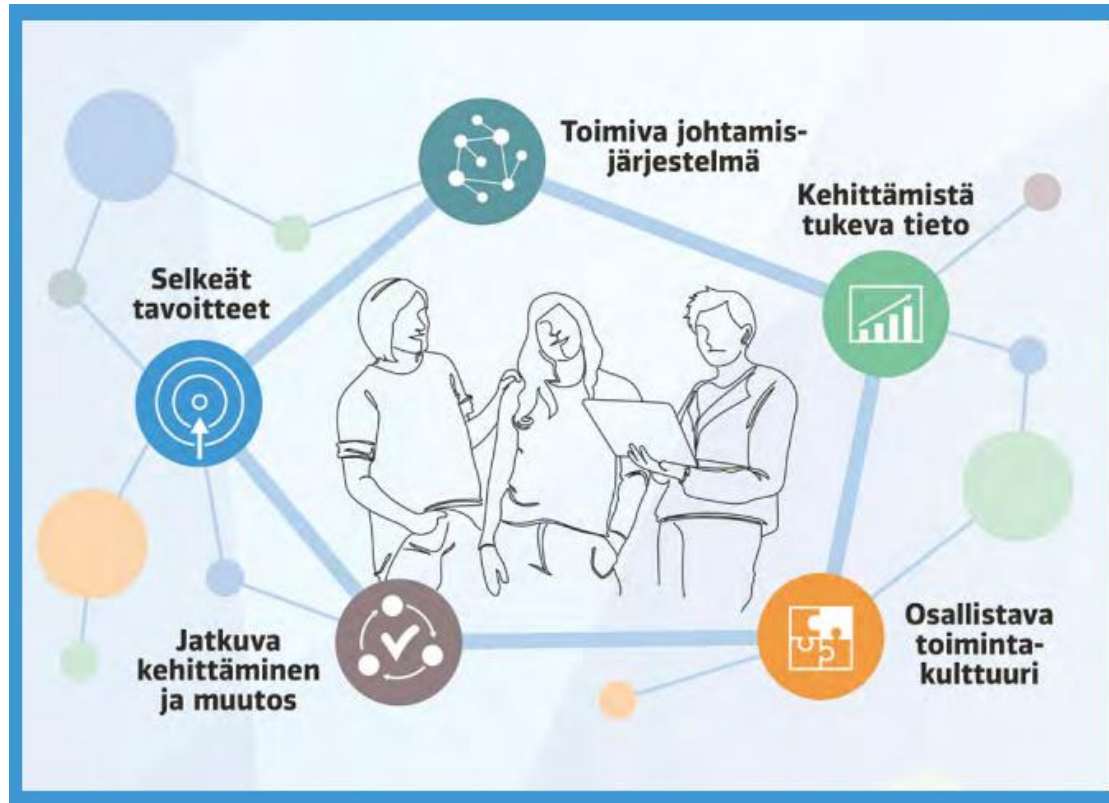 Toimiva johtamis-
järjestelmä
Kehittämistä
tukeva tieto
Selkeät
tavoitteet
Osallistava
toiminta-
kulttuuri
Jatkuva
kehittäminen
ja muutos